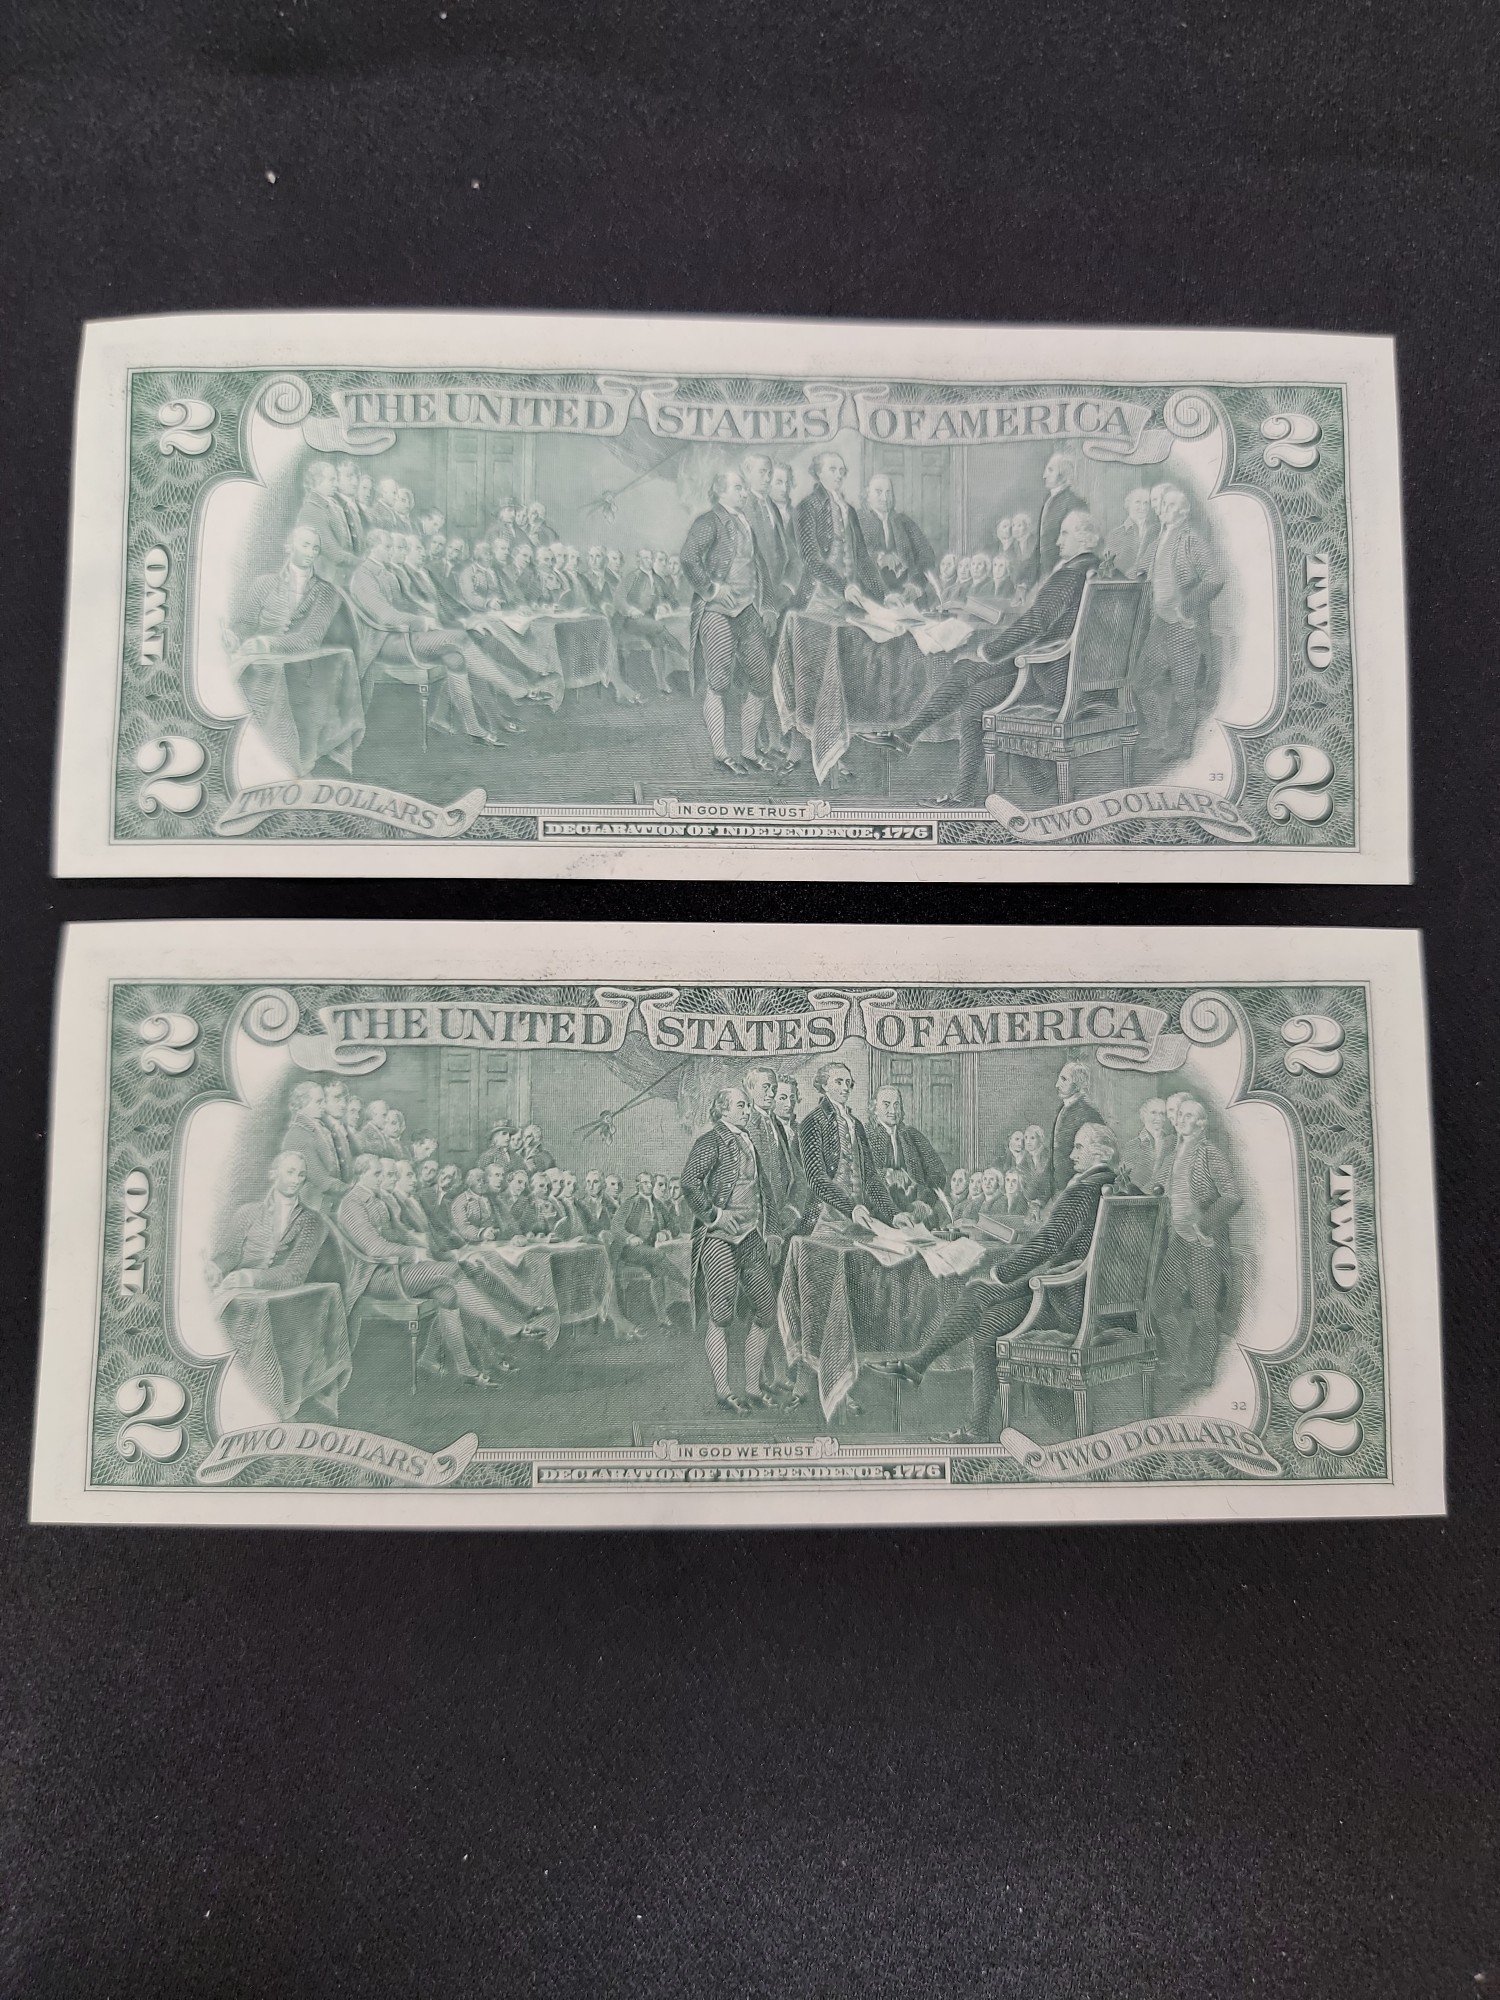 2 THE UNITED STATES OF AMERICA 2
TWO TWO
33
2 TWO DOLLARS IN GOD WE TRUST TWO DOLLARS 2
DECLARATION OF INDEPENDENCE, 1776
2 THE UNITED STATES OF AMERICA 2
TWO TWO
32
2 TWO DOLLARS IN GOD WE TRUST TWO DOLLARS 2
DECLARATION OF INDEPENDENCE, 1776